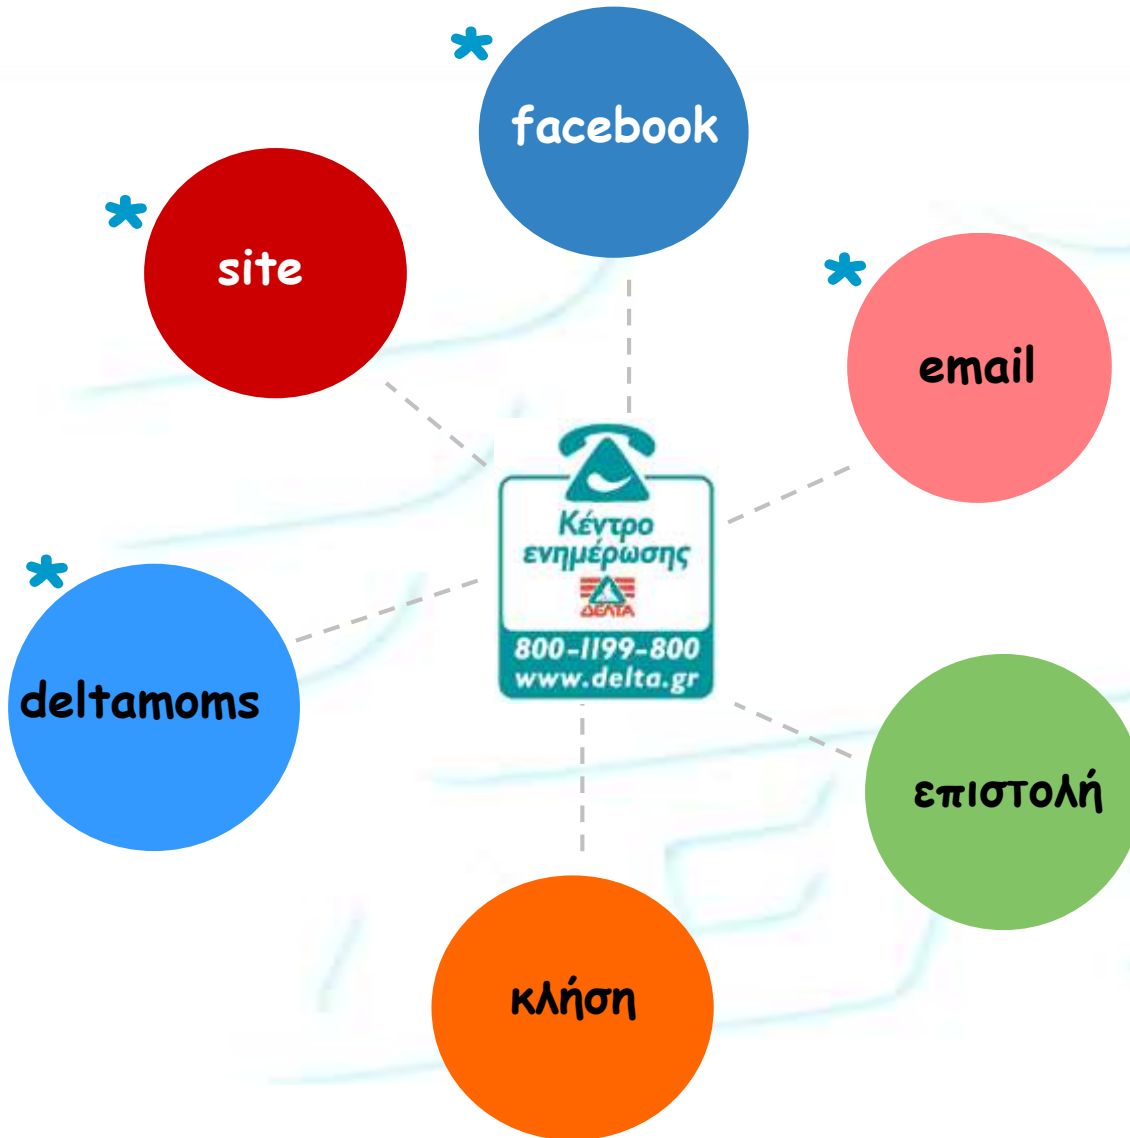 * facebook
* site
* email
Κέντρο
ενημέρωσης
ΔΕΛΤΑ
800-1199-800
www.delta.gr
* deltamoms
επιστολή
κλήση